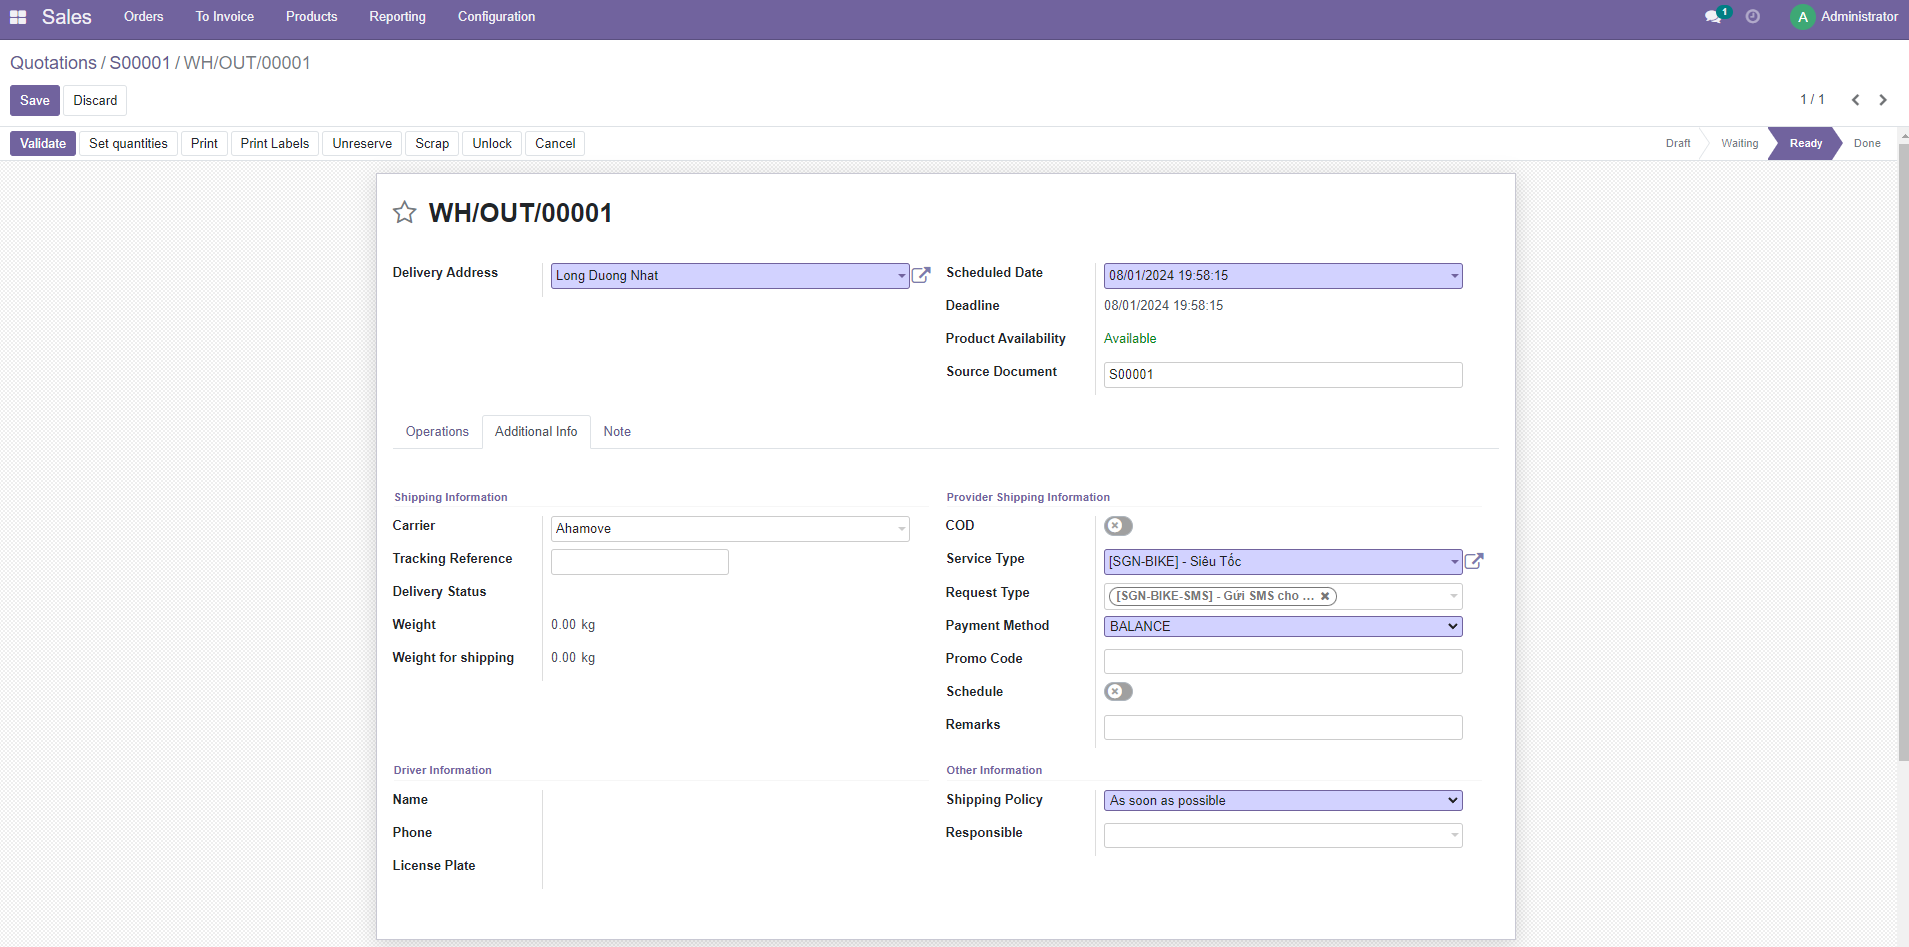 Sales Orders To Invoice Products Reporting Configuration 1 A Administrator
Quotations / S00001 / WH/OUT/00001
Save Discard 1 / 1
Validate Set quantities Print Print Labels Unreserve Scrap Unlock Cancel Draft Waiting Ready Done
WH/OUT/00001
Delivery Address Long Duong Nhat
Scheduled Date 08/01/2024 19:58:15
Deadline 08/01/2024 19:58:15
Product Availability Available
Source Document S00001
Operations Additional Info Note
Shipping Information
Carrier Ahamove
Tracking Reference
Delivery Status
Weight 0.00 kg
Weight for shipping 0.00 kg
Provider Shipping Information
COD
Service Type [SGN-BIKE] - Siêu Tốc
Request Type [SGN-BIKE-SMS] - Gửi SMS cho ...
Payment Method BALANCE
Promo Code
Schedule
Remarks
Driver Information
Name
Phone
License Plate
Other Information
Shipping Policy As soon as possible
Responsible